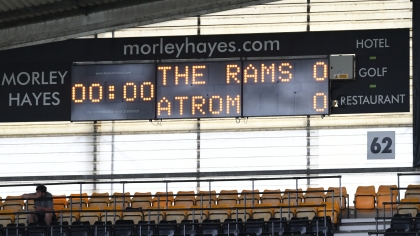 morleyhayes.com
MORLEY
HAYES
00:00
THE RAMS 0
ATROM 0
HOTEL
GOLF
RESTAURANT
62